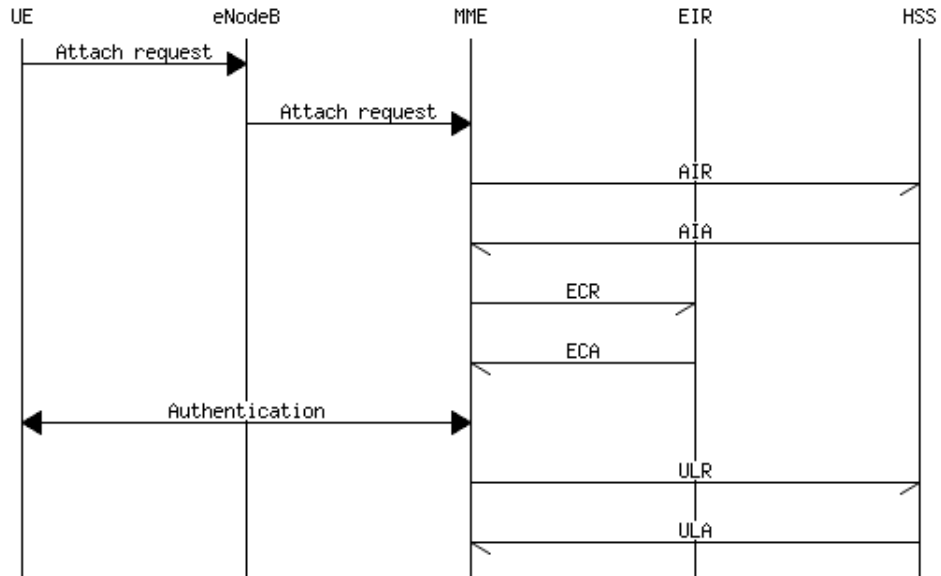 UE eNodeB MME EIR HSS
Attach request
Attach request
AIR
AIA
ECR
ECA
Authentication
ULR
ULA